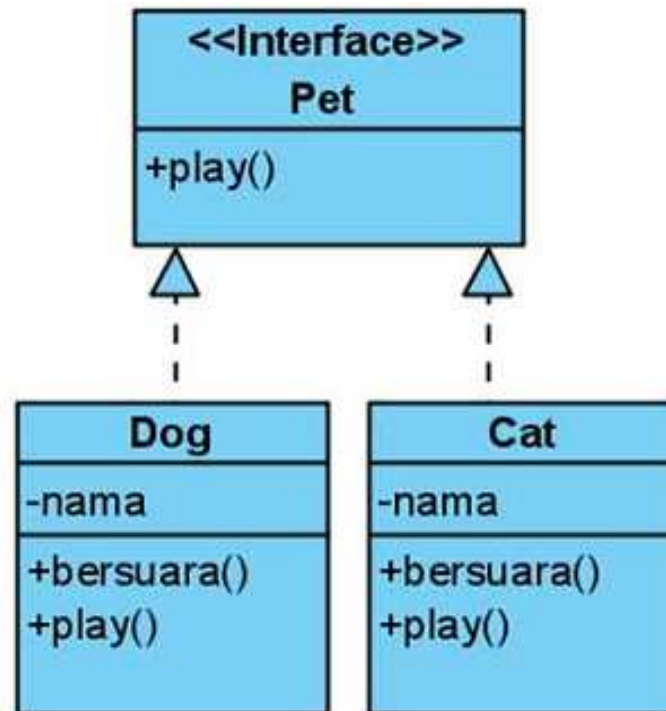 <<Interface>>
Pet
+play()
Dog
-nama
+bersuara()
+play()
Cat
-nama
+bersuara()
+play()